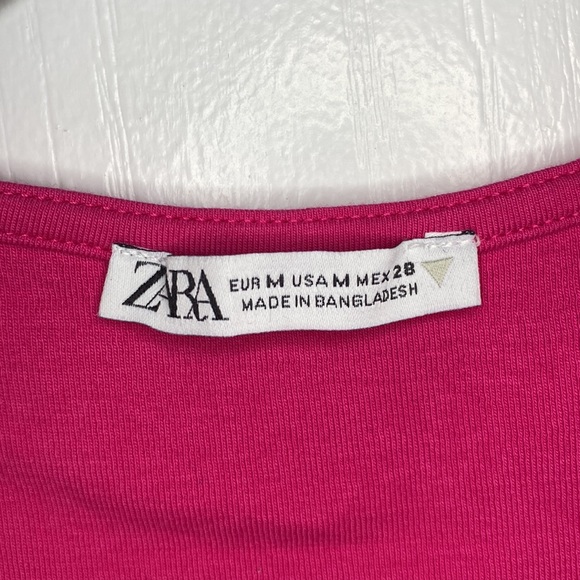 ZARA
EUR M USA M MEX 28
MADE IN BANGLADESH